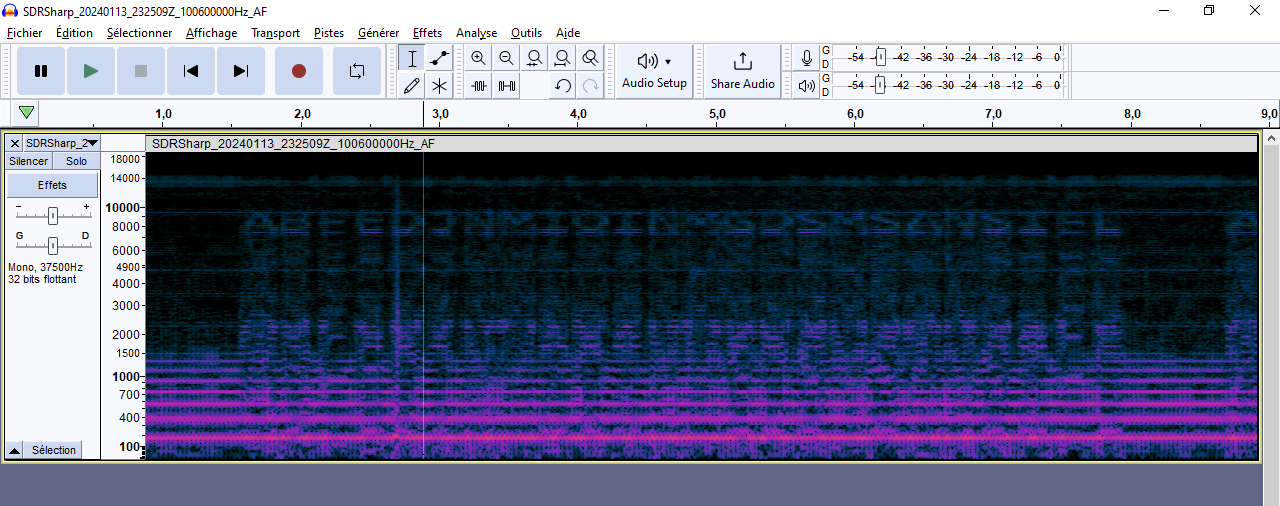 SDRSharp_20240113_232509Z_100600000Hz_AF
Fichier Édition Sélectionner Affichage Transport Pistes Générer Effets Analyse Outils Aide
Audio Setup
Share Audio
G
D
-54 -42 -36 -30 -24 -18 -12 -6 0
G
D
-54 -42 -36 -30 -24 -18 -12 -6 0
1,0 2,0 3,0 4,0 5,0 6,0 7,0 8,0 9,0
SDRSharp_2
SDRSharp_20240113_232509Z_100600000Hz_AF
Silencer Solo
Effets
- +
G D
Mono, 37500Hz
32 bits flottant
Sélection
18000
14000
10000
8000
6000
4900
4000
3000
2000
1500
1000
700
400
100